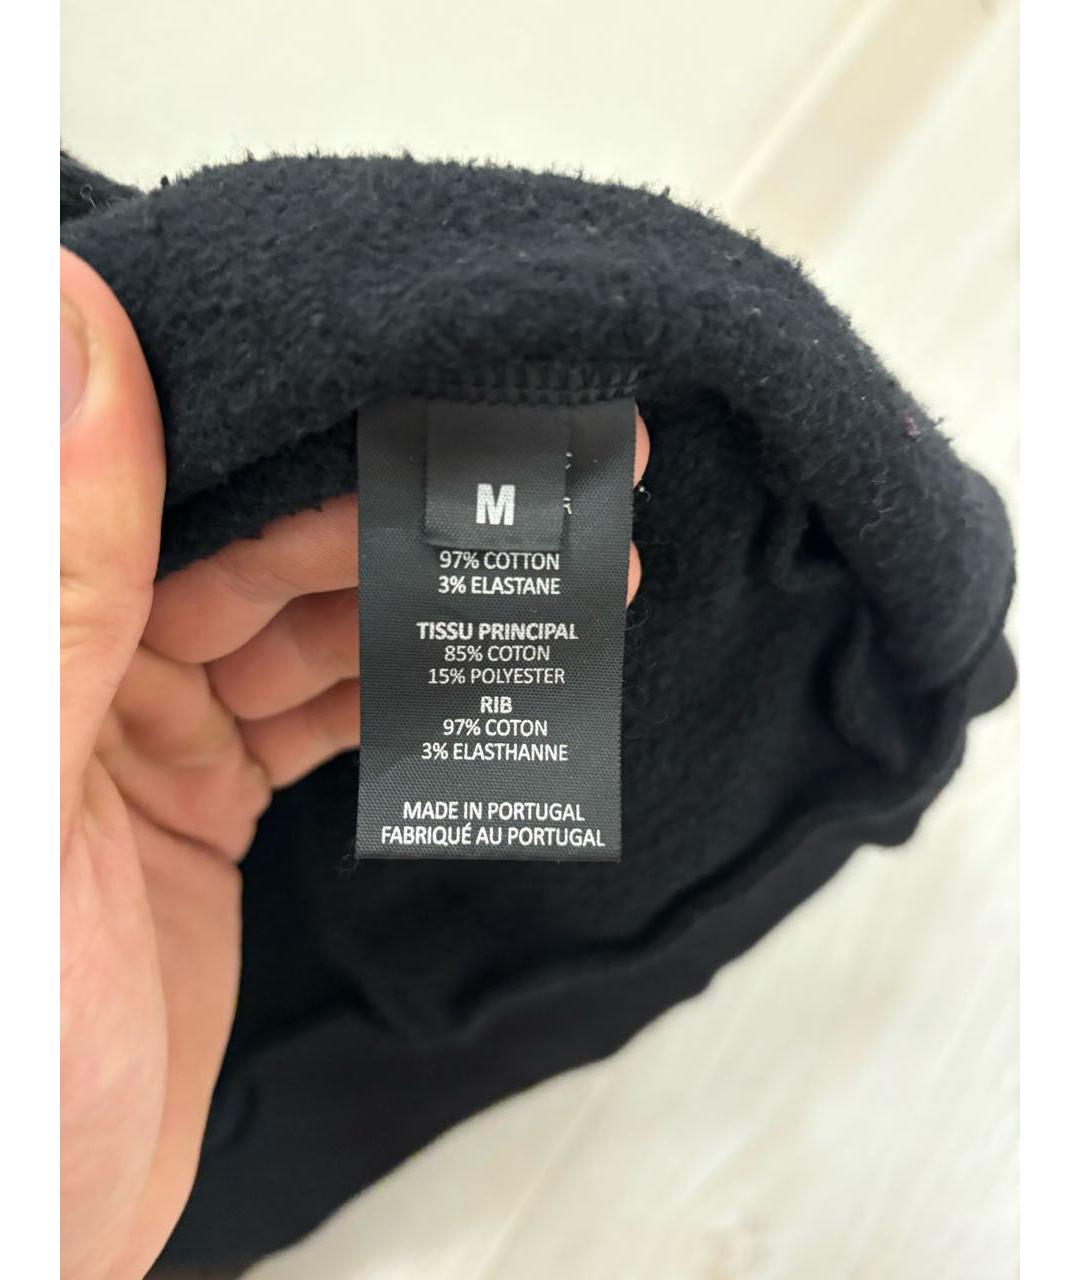 M
97% COTTON
3% ELASTANE
TISSU PRINCIPAL
85% COTON
15% POLYESTER
RIB
97% COTON
3% ELASTHANNE
MADE IN PORTUGAL
FABRIQUÉ AU PORTUGAL